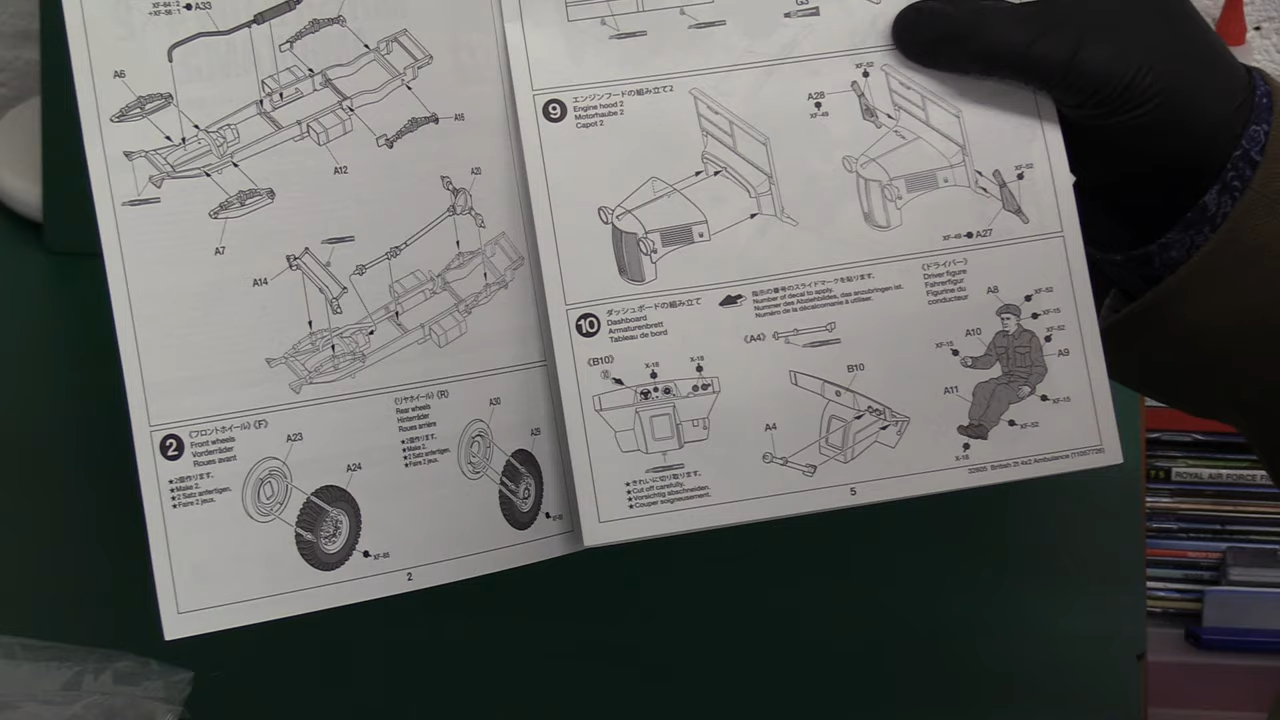 XF-64 : 2
+XF-56 : 1
A33
A6
A16
A12
A7
A20
A14
2
《フロントホイール》《F》
Front wheels
Vorderräder
Roues avant
★2個作ります。
★Make 2.
★2 Satz anfertigen.
★Faire 2 jeux.
A23
A24
XF-85
《リヤホイール》《R》
Rear wheels
Hinterräder
Roues arrière
★2個作ります。
★Make 2.
★2 Satz anfertigen.
★Faire 2 jeux.
A30
2
G3
9
エンジンフードの組み立て2
Engine hood 2
Motorhaube 2
Capot 2
XF-52
A28
XF-49
XF-52
XF-49
A27
10
ダッシュボードの組み立て
Dashboard
Armaturenbrett
Tableau de bord
指示の番号のスライドマークを貼ります。
Number of decal to apply.
Nummer des Abziehbildes, das anzubringen ist.
Numéro de la décalcomanie à utiliser.
《ドライバー》
Driver figure
Fahrerfigur
Figurine du
conducteur
《B10》
X-18
X-18
★きれいに切り取ります。
★Cut off carefully.
★Vorsichtig abschneiden.
★Couper soigneusement.
《A4》
B10
A4
A8
XF-52
XF-15
XF-52
A10
XF-15
A9
A11
XF-15
XF-52
X-18
32605 British 2t 4x2 Ambulance (11057726)
5
ROYAL AIR FORCE